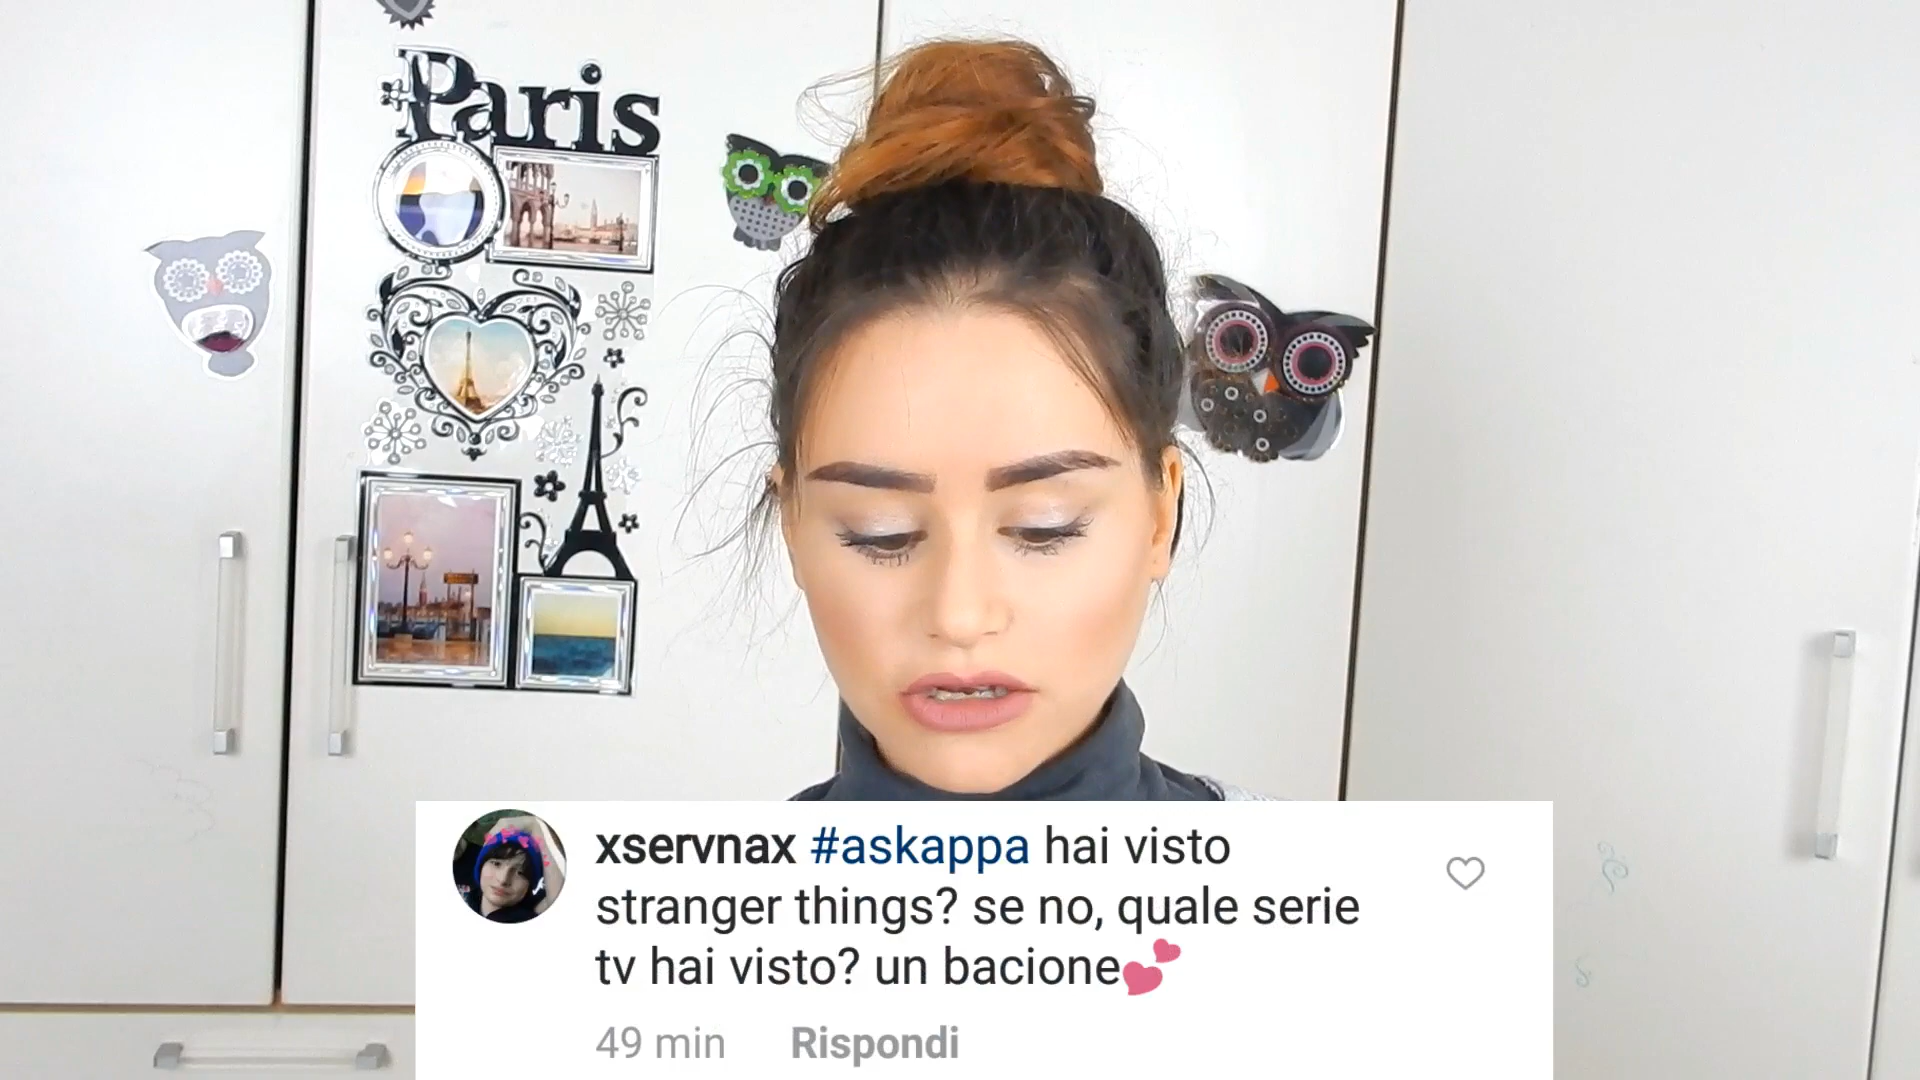 Paris
xservnax #askappa hai visto
stranger things? se no, quale serie
tv hai visto? un bacione💕
49 min Rispondi